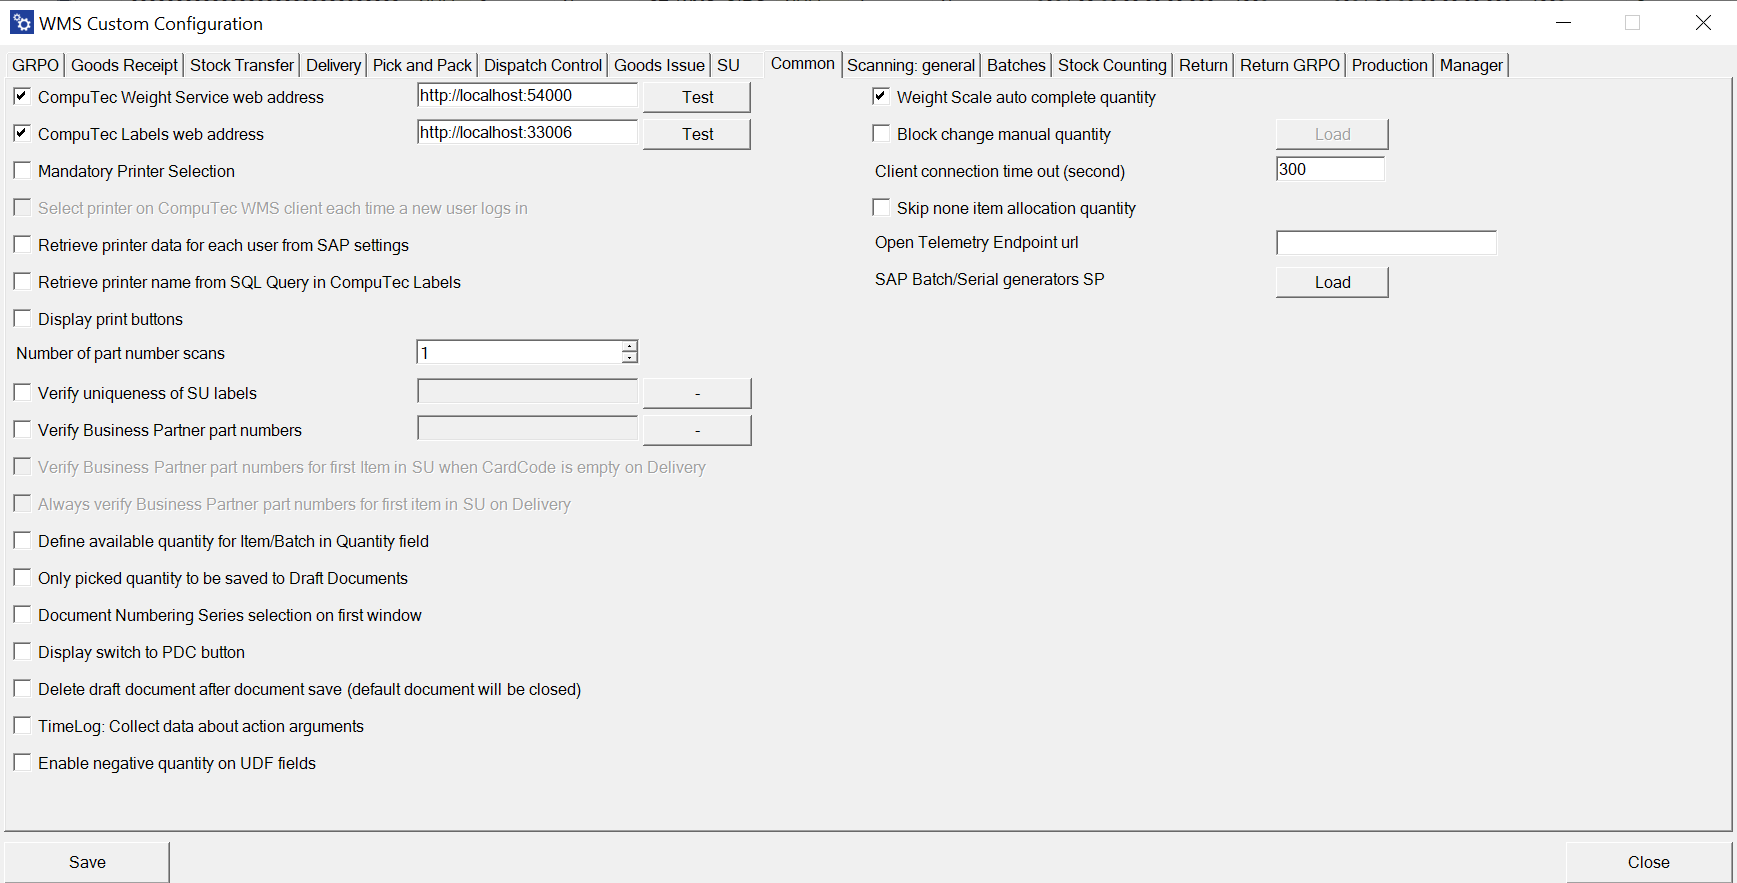 WMS Custom Configuration
GRPO Goods Receipt Stock Transfer Delivery Pick and Pack Dispatch Control Goods Issue SU Common Scanning: general Batches Stock Counting Return Return GRPO Production Manager
CompuTec Weight Service web address http://localhost:54000 Test
CompuTec Labels web address http://localhost:33006 Test
Mandatory Printer Selection
Select printer on CompuTec WMS client each time a new user logs in
Retrieve printer data for each user from SAP settings
Retrieve printer name from SQL Query in CompuTec Labels
Display print buttons
Number of part number scans 1
Verify uniqueness of SU labels -
Verify Business Partner part numbers -
Verify Business Partner part numbers for first Item in SU when CardCode is empty on Delivery
Always verify Business Partner part numbers for first item in SU on Delivery
Define available quantity for Item/Batch in Quantity field
Only picked quantity to be saved to Draft Documents
Document Numbering Series selection on first window
Display switch to PDC button
Delete draft document after document save (default document will be closed)
TimeLog: Collect data about action arguments
Enable negative quantity on UDF fields
Weight Scale auto complete quantity
Block change manual quantity Load
Client connection time out (second) 300
Skip none item allocation quantity
Open Telemetry Endpoint url
SAP Batch/Serial generators SP Load
Save Close